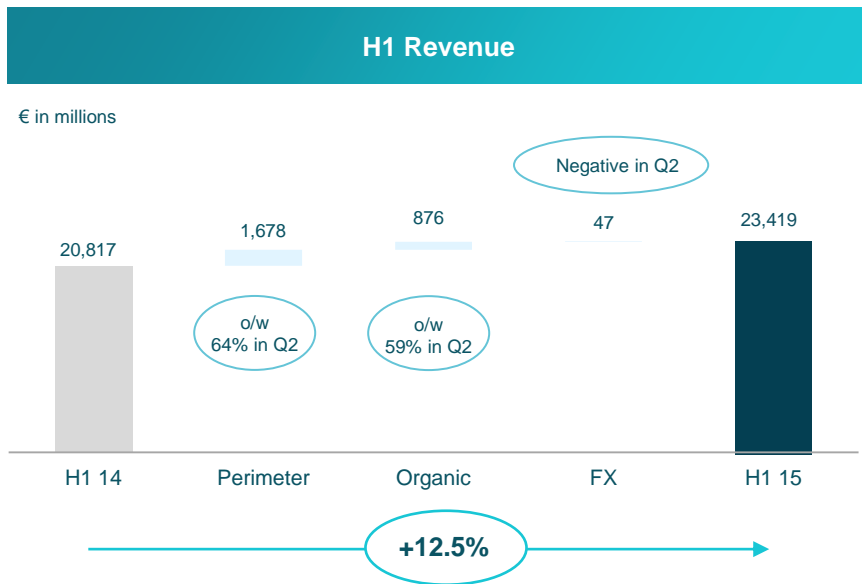 H1 Revenue
€ in millions
Negative in Q2
20,817
1,678
876
47
23,419
o/w
64% in Q2
o/w
59% in Q2
H1 14
Perimeter
Organic
FX
H1 15
+12.5%